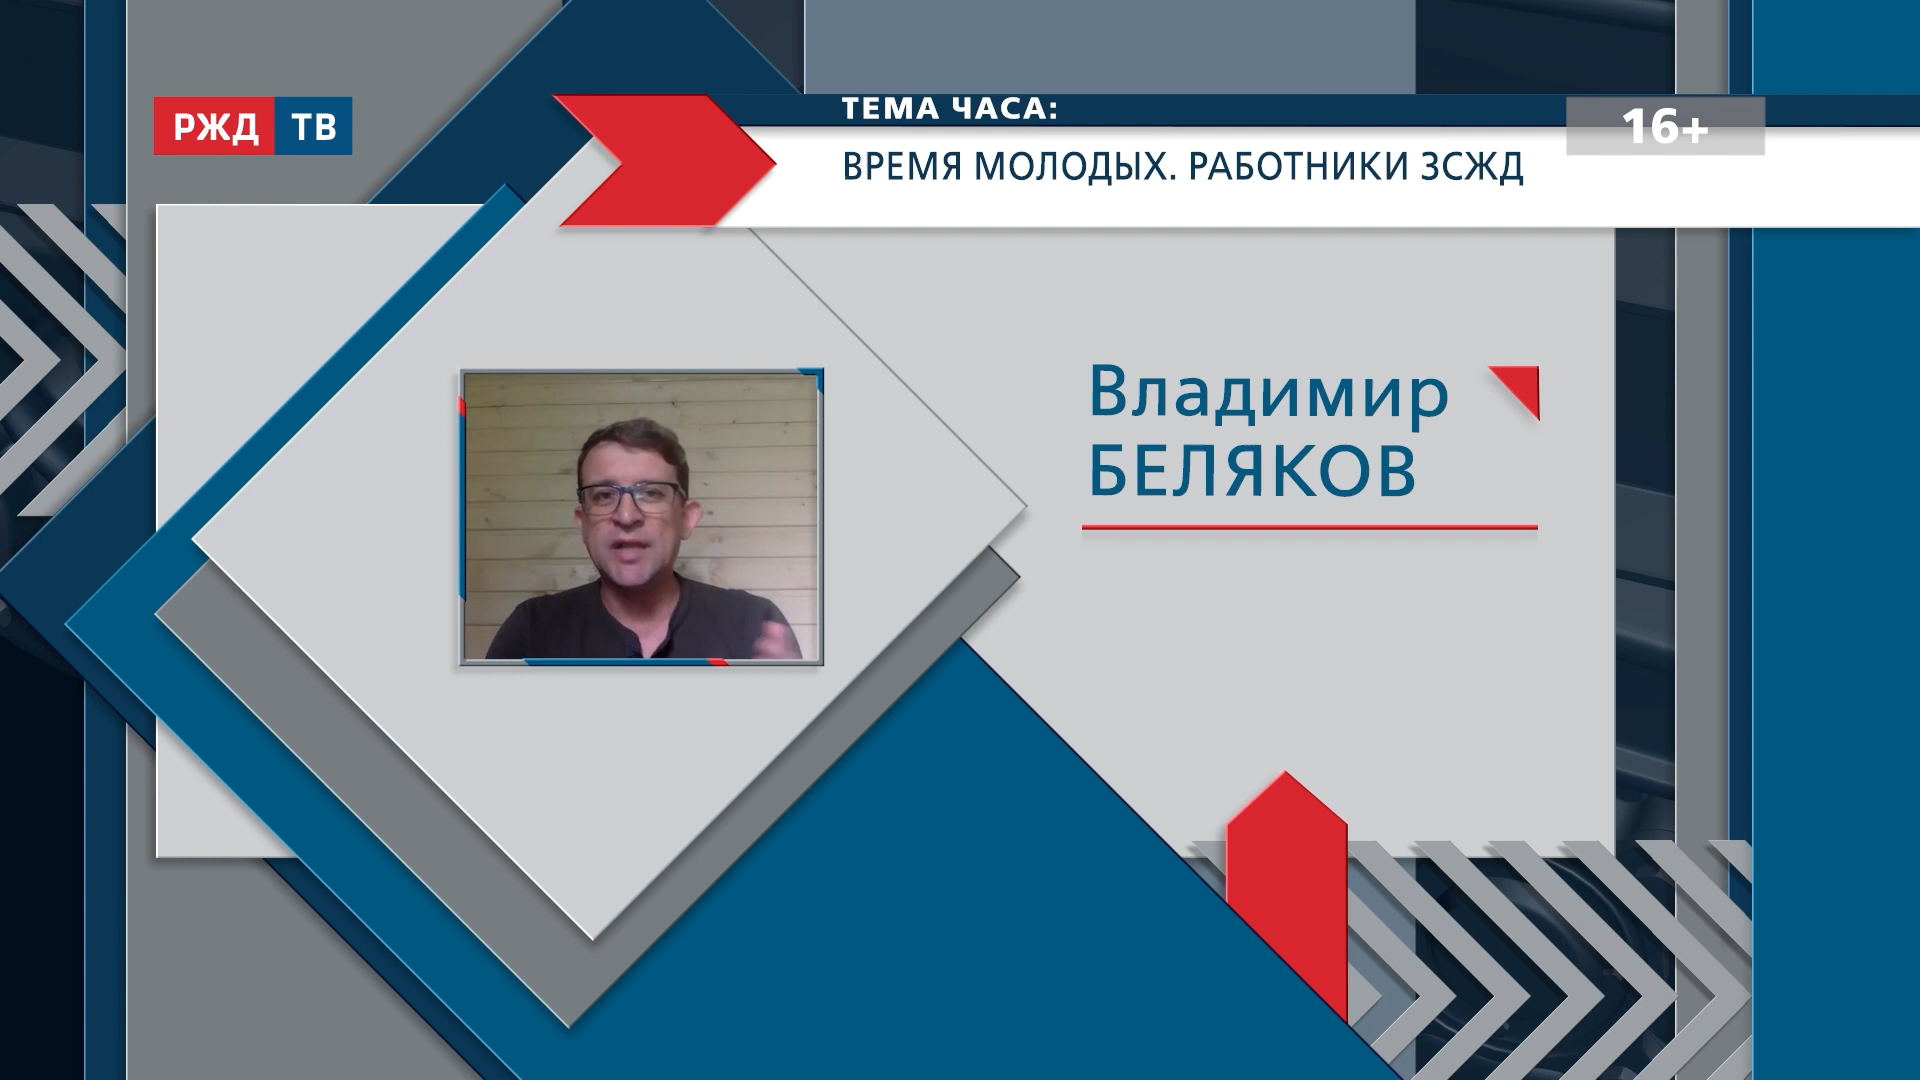 РЖД ТВ
ТЕМА ЧАСА:
16+
ВРЕМЯ МОЛОДЫХ. РАБОТНИКИ ЗСЖД
Владимир
БЕЛЯКОВ